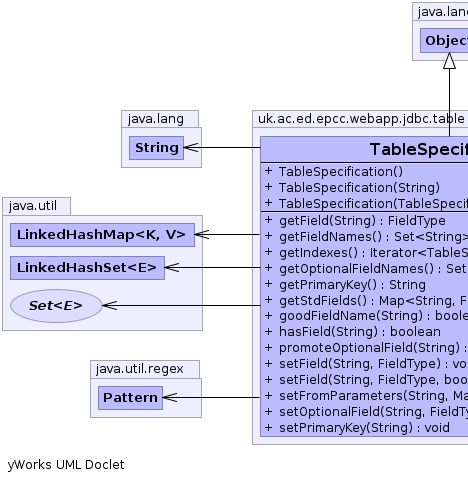 java.lang
Object
java.lang
String
uk.ac.ed.epcc.webapp.jdbc.table
TableSpecif
+ TableSpecification()
+ TableSpecification(String)
+ TableSpecification(TableSpecif
+ getField(String) : FieldType
+ getFieldNames() : Set<String>
+ getIndexes() : Iterator<TableS
+ getOptionalFieldNames() : Set
+ getPrimaryKey() : String
+ getStdFields() : Map<String, F
+ goodFieldName(String) : boole
+ hasField(String) : boolean
+ promoteOptionalField(String) :
+ setField(String, FieldType) : vo
+ setField(String, FieldType, boo
+ setFromParameters(String, Ma
+ setOptionalField(String, FieldTy
+ setPrimaryKey(String) : void
java.util
LinkedHashMap<K, V>
LinkedHashSet<E>
Set<E>
java.util.regex
Pattern
yWorks UML Doclet